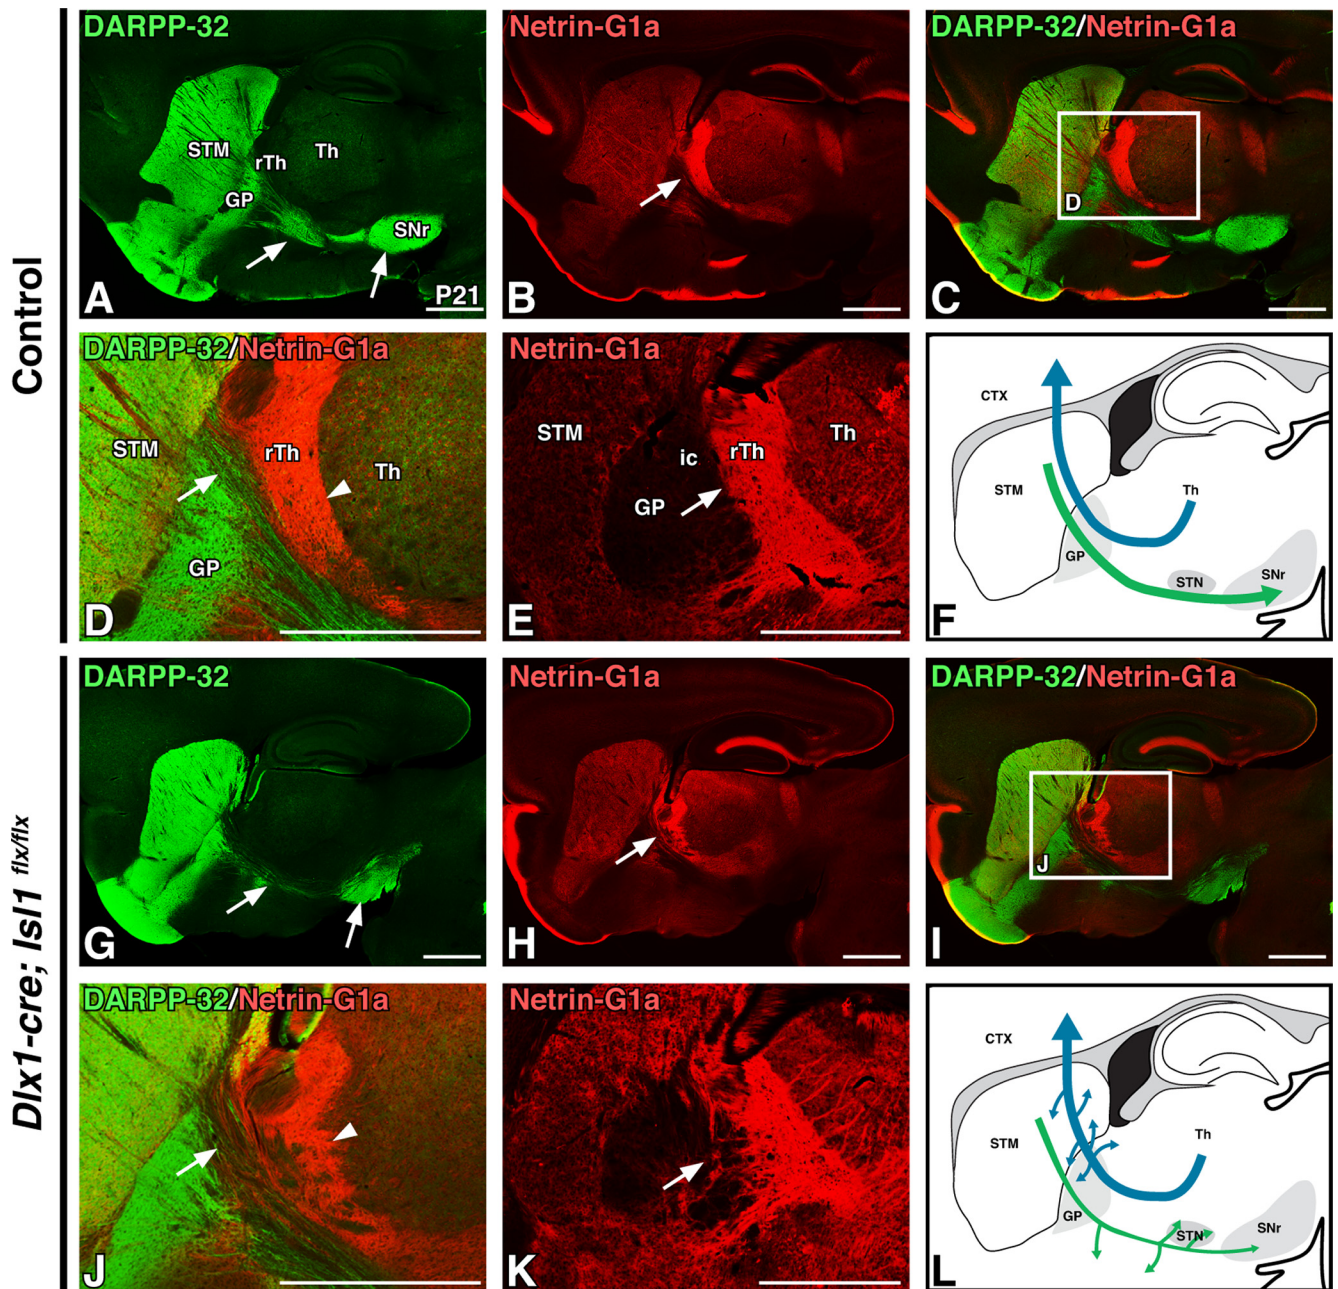 Control
DARPP-32
STM
rTh
Th
GP
SNr
A
P21
Netrin-G1a
B
DARPP-32/Netrin-G1a
D
C
DARPP-32/Netrin-G1a
STM
rTh
Th
GP
D
Netrin-G1a
STM
ic
rTh
Th
GP
E
CTX
STM
Th
GP
STN
SNr
F
Dlx1-cre; Isl1 flx/flx
DARPP-32
G
Netrin-G1a
H
DARPP-32/Netrin-G1a
J
I
DARPP-32/Netrin-G1a
J
Netrin-G1a
K
CTX
STM
Th
GP
STN
SNr
L